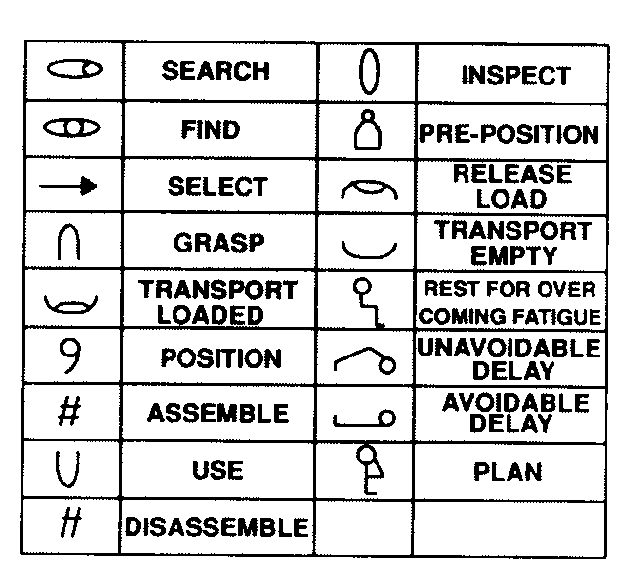 SEARCH
INSPECT
FIND
PRE-POSITION
SELECT
RELEASE
LOAD
GRASP
TRANSPORT
EMPTY
TRANSPORT
LOADED
REST FOR OVER
COMING FATIGUE
POSITION
UNAVOIDABLE
DELAY
ASSEMBLE
AVOIDABLE
DELAY
USE
PLAN
DISASSEMBLE